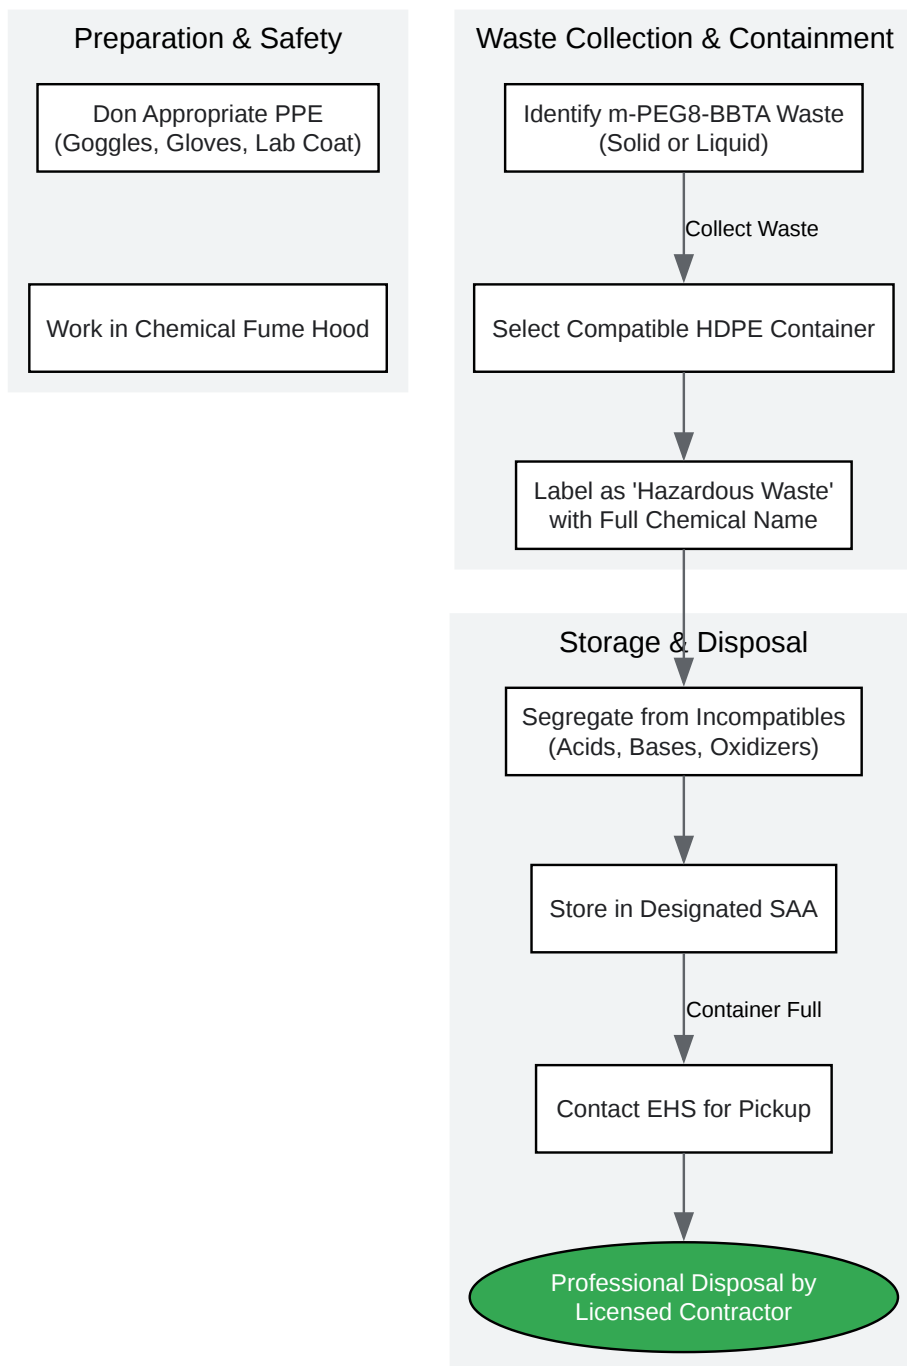 Preparation & Safety
Don Appropriate PPE
(Goggles, Gloves, Lab Coat)
Work in Chemical Fume Hood
Waste Collection & Containment
Identify m-PEG8-BBTA Waste
(Solid or Liquid)
Collect Waste
Select Compatible HDPE Container
Label as 'Hazardous Waste'
with Full Chemical Name
Storage & Disposal
Segregate from Incompatibles
(Acids, Bases, Oxidizers)
Store in Designated SAA
Container Full
Contact EHS for Pickup
Professional Disposal by
Licensed Contractor